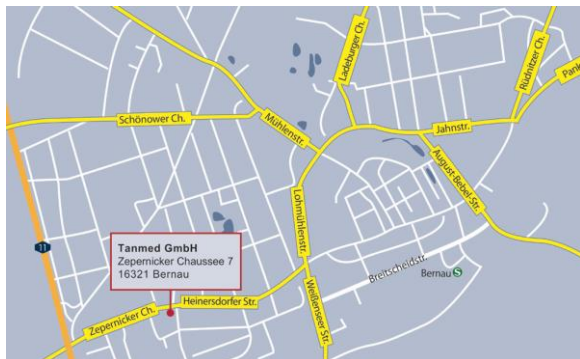 Ladeburger Ch.
Rüdnitzer Ch.
Schönower Ch.
Mühlenstr.
Jahnstr.
August-Bebel-Str.
Lohmühlenstr.
11
Tanmed GmbH
Zepernicker Chaussee 7
16321 Bernau
Breitscheidstr.
Bernau S
Heinersdorfer Str.
Weißenseer Str.
Zepernicker Ch.